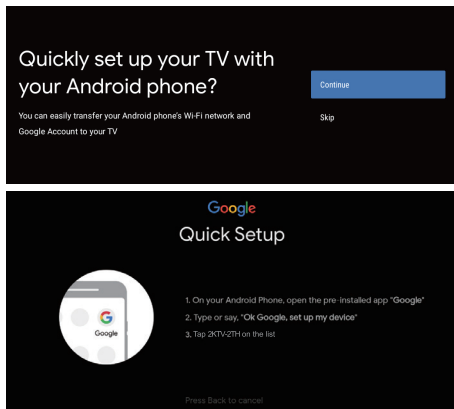 Quickly set up your TV with
your Android phone?
You can easily transfer your Android phone's Wi-Fi network and
Google Account to your TV
Continue
Skip
Google
Quick Setup
G
Google
1. On your Android Phone, open the pre-installed app "Google"
2. Type or say, "Ok Google, set up my device"
3. Tap 2KTV-2TH on the list
Press Back to cancel